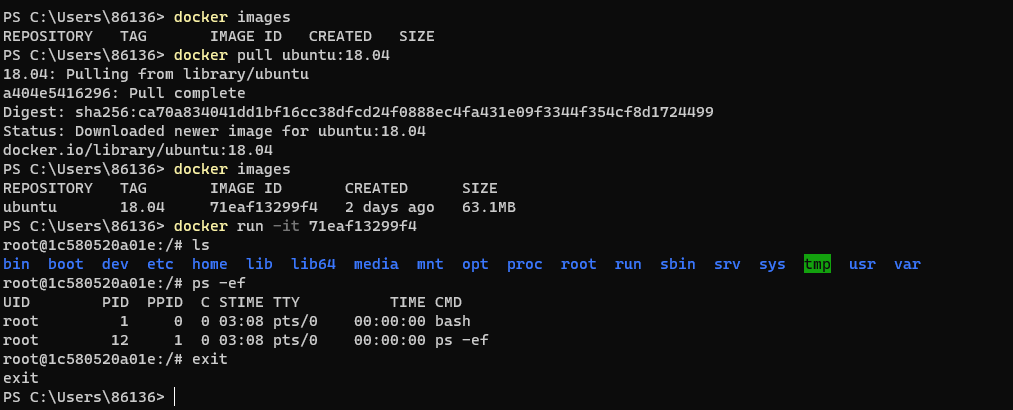 PS C:\Users\86136> docker images
REPOSITORY   TAG       IMAGE ID   CREATED   SIZE
PS C:\Users\86136> docker pull ubuntu:18.04
18.04: Pulling from library/ubuntu
a404e5416296: Pull complete
Digest: sha256:ca70a834041dd1bf16cc38dfcd24f0888ec4fa431e09f3344f354cf8d1724499
Status: Downloaded newer image for ubuntu:18.04
docker.io/library/ubuntu:18.04
PS C:\Users\86136> docker images
REPOSITORY   TAG       IMAGE ID       CREATED      SIZE
ubuntu       18.04     71eaf13299f4   2 days ago   63.1MB
PS C:\Users\86136> docker run -it 71eaf13299f4
root@1c580520a01e:/# ls
bin  boot  dev  etc  home  lib  lib64  media  mnt  opt  proc  root  run  sbin  srv  sys  tmp  usr  var
root@1c580520a01e:/# ps -ef
UID        PID  PPID  C STIME TTY          TIME CMD
root         1     0  0 03:08 pts/0    00:00:00 bash
root        12     1  0 03:08 pts/0    00:00:00 ps -ef
root@1c580520a01e:/# exit
exit
PS C:\Users\86136>